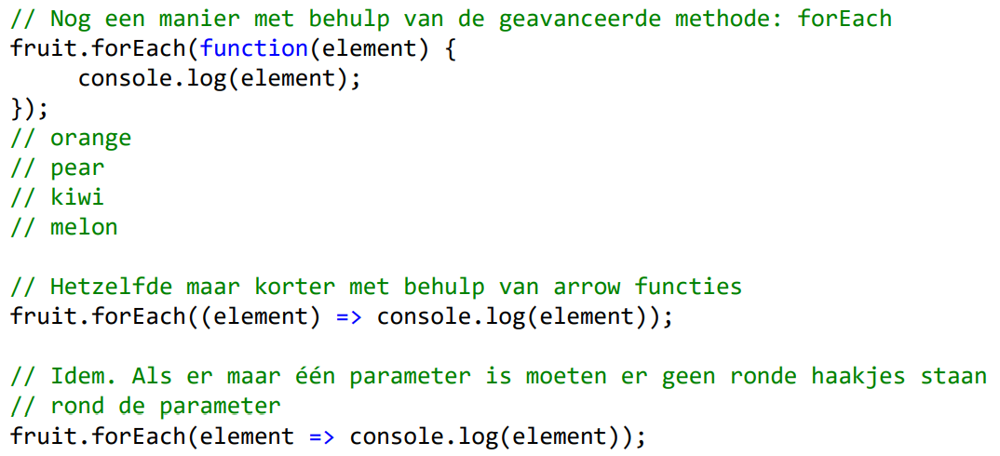 // Nog een manier met behulp van de geavanceerde methode: forEach
fruit.forEach(function(element) {
     console.log(element);
});
// orange
// pear
// kiwi
// melon

// Hetzelfde maar korter met behulp van arrow functies
fruit.forEach((element) => console.log(element));

// Idem. Als er maar één parameter is moeten er geen ronde haakjes staan
// rond de parameter
fruit.forEach(element => console.log(element));